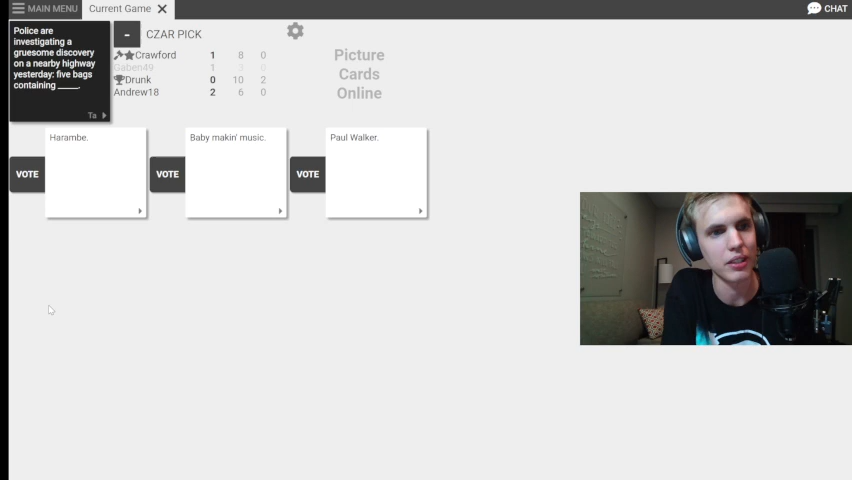 MAIN MENU
Current Game
CHAT
Police are
investigating a
gruesome discovery
on a nearby highway
yesterday: five bags
containing _____.
Ta
-
CZAR PICK
Crawford 1 8 0
Gaben49 1 3 0
Drunk 0 10 2
Andrew18 2 6 0
Picture
Cards
Online
VOTE
Harambe.
VOTE
Baby makin' music.
VOTE
Paul Walker.